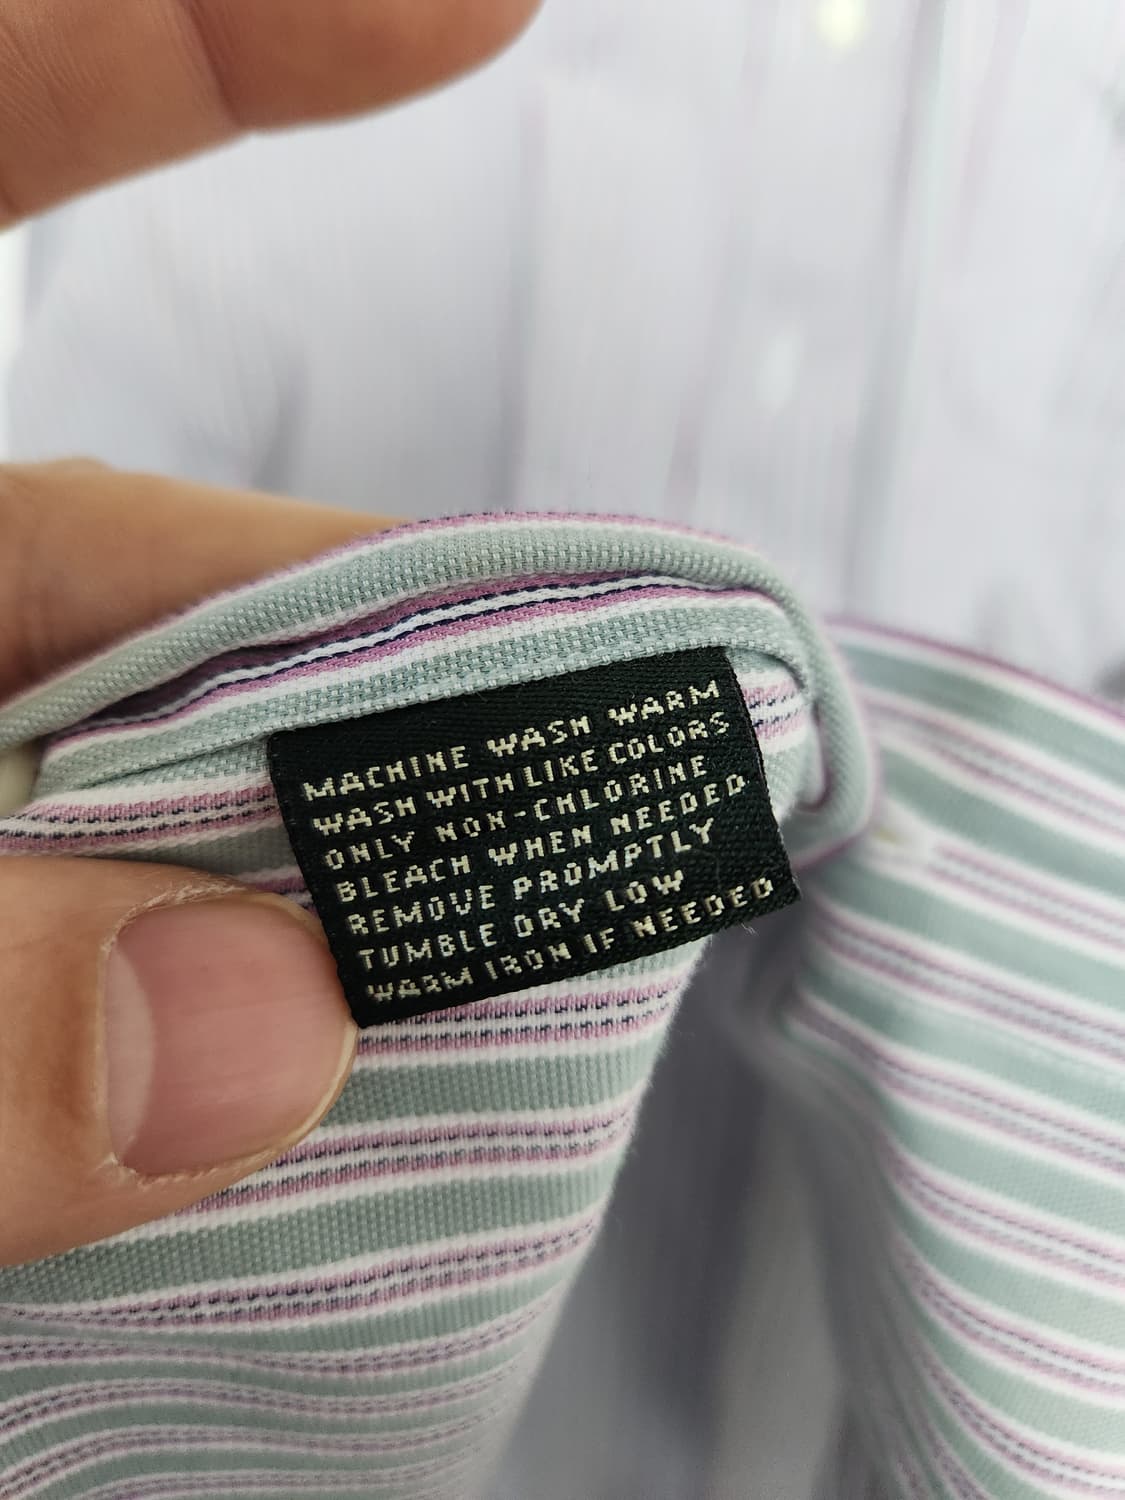 MACHINE WASH WARM
WASH WITH LIKE COLORS
ONLY NON-CHLORINE
BLEACH WHEN NEEDED
REMOVE PROMPTLY
TUMBLE DRY LOW
WARM IRON IF NEEDED